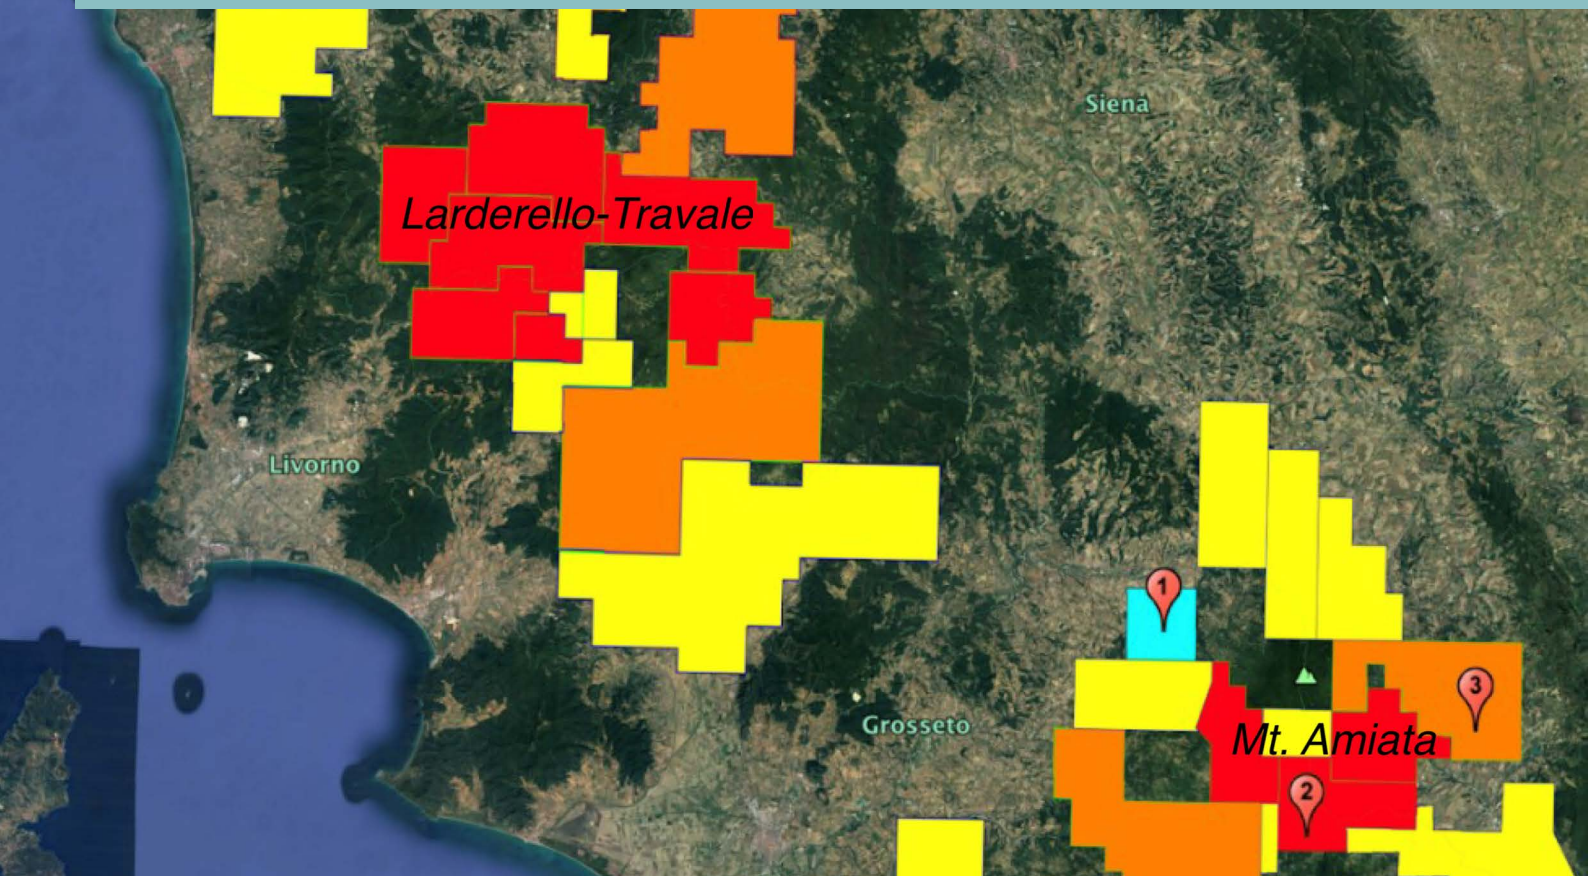 Siena
Larderello-Travale
Livorno
1
3
Grosseto
Mt. Amiata
2